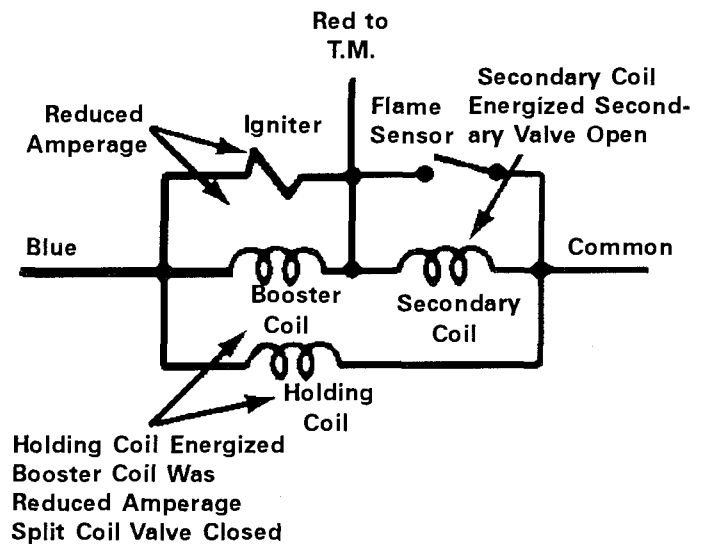 Red to
T.M.
Reduced
Amperage
Igniter
Flame
Sensor
Secondary Coil
Energized Second-
ary Valve Open
Blue
Common
Booster
Coil
Secondary
Coil
Holding
Coil
Holding Coil Energized
Booster Coil Was
Reduced Amperage
Split Coil Valve Closed